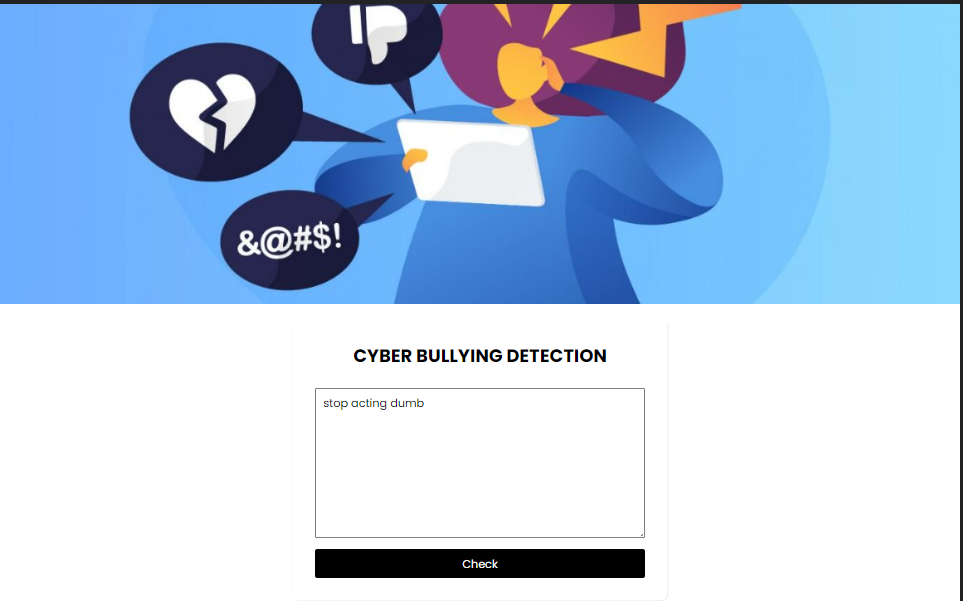 &@#$!
CYBER BULLYING DETECTION
stop acting dumb
Check